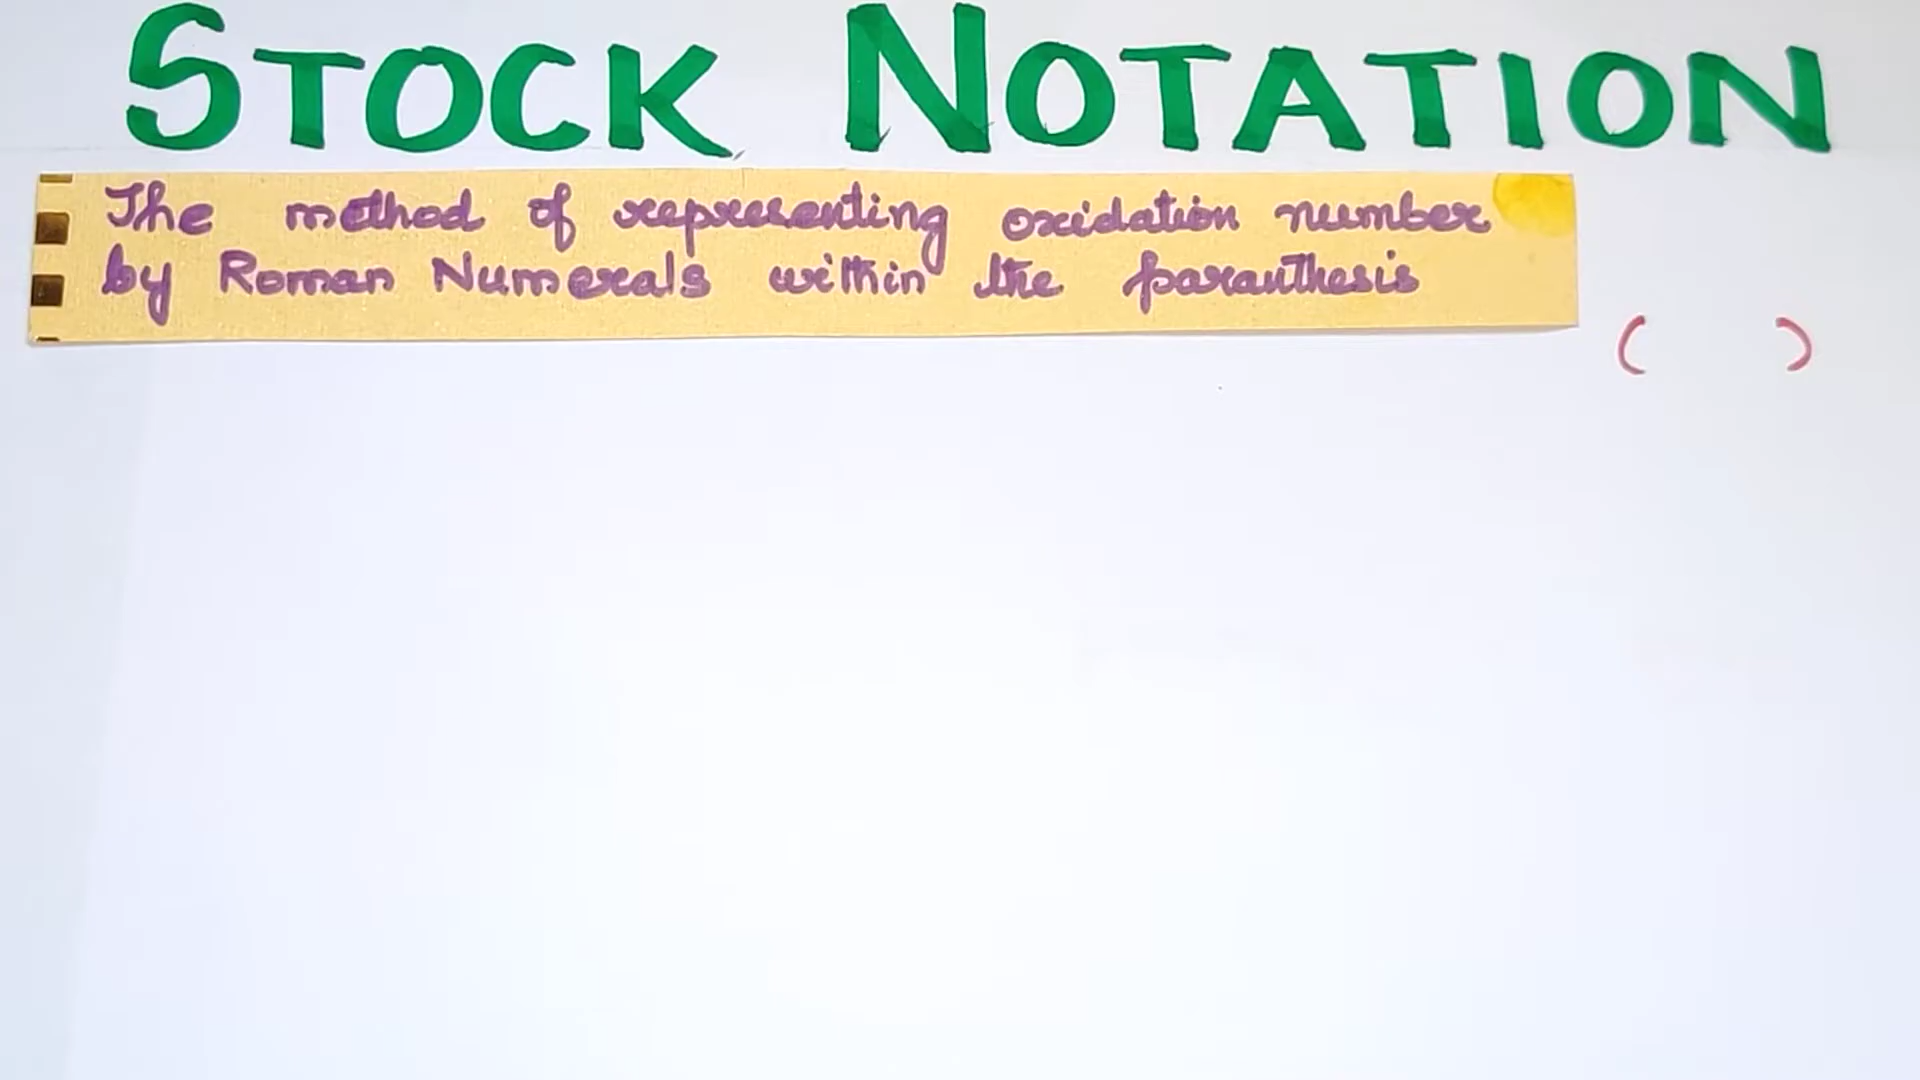 STOCK NOTATION
The method of representing oxidation number
by Roman Numerals within the paranthesis
( )